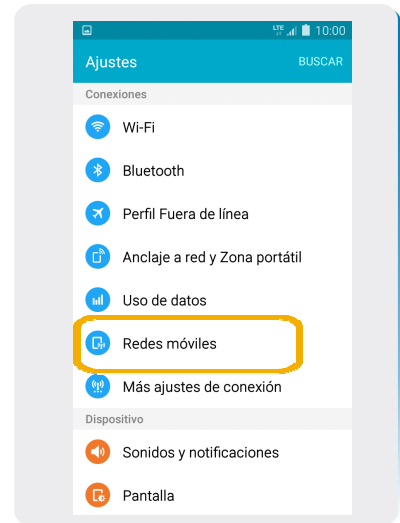 LTE 10:00
Ajustes BUSCAR
Conexiones
Wi-Fi
Bluetooth
Perfil Fuera de línea
Anclaje a red y Zona portátil
Uso de datos
Redes móviles
Más ajustes de conexión
Dispositivo
Sonidos y notificaciones
Pantalla